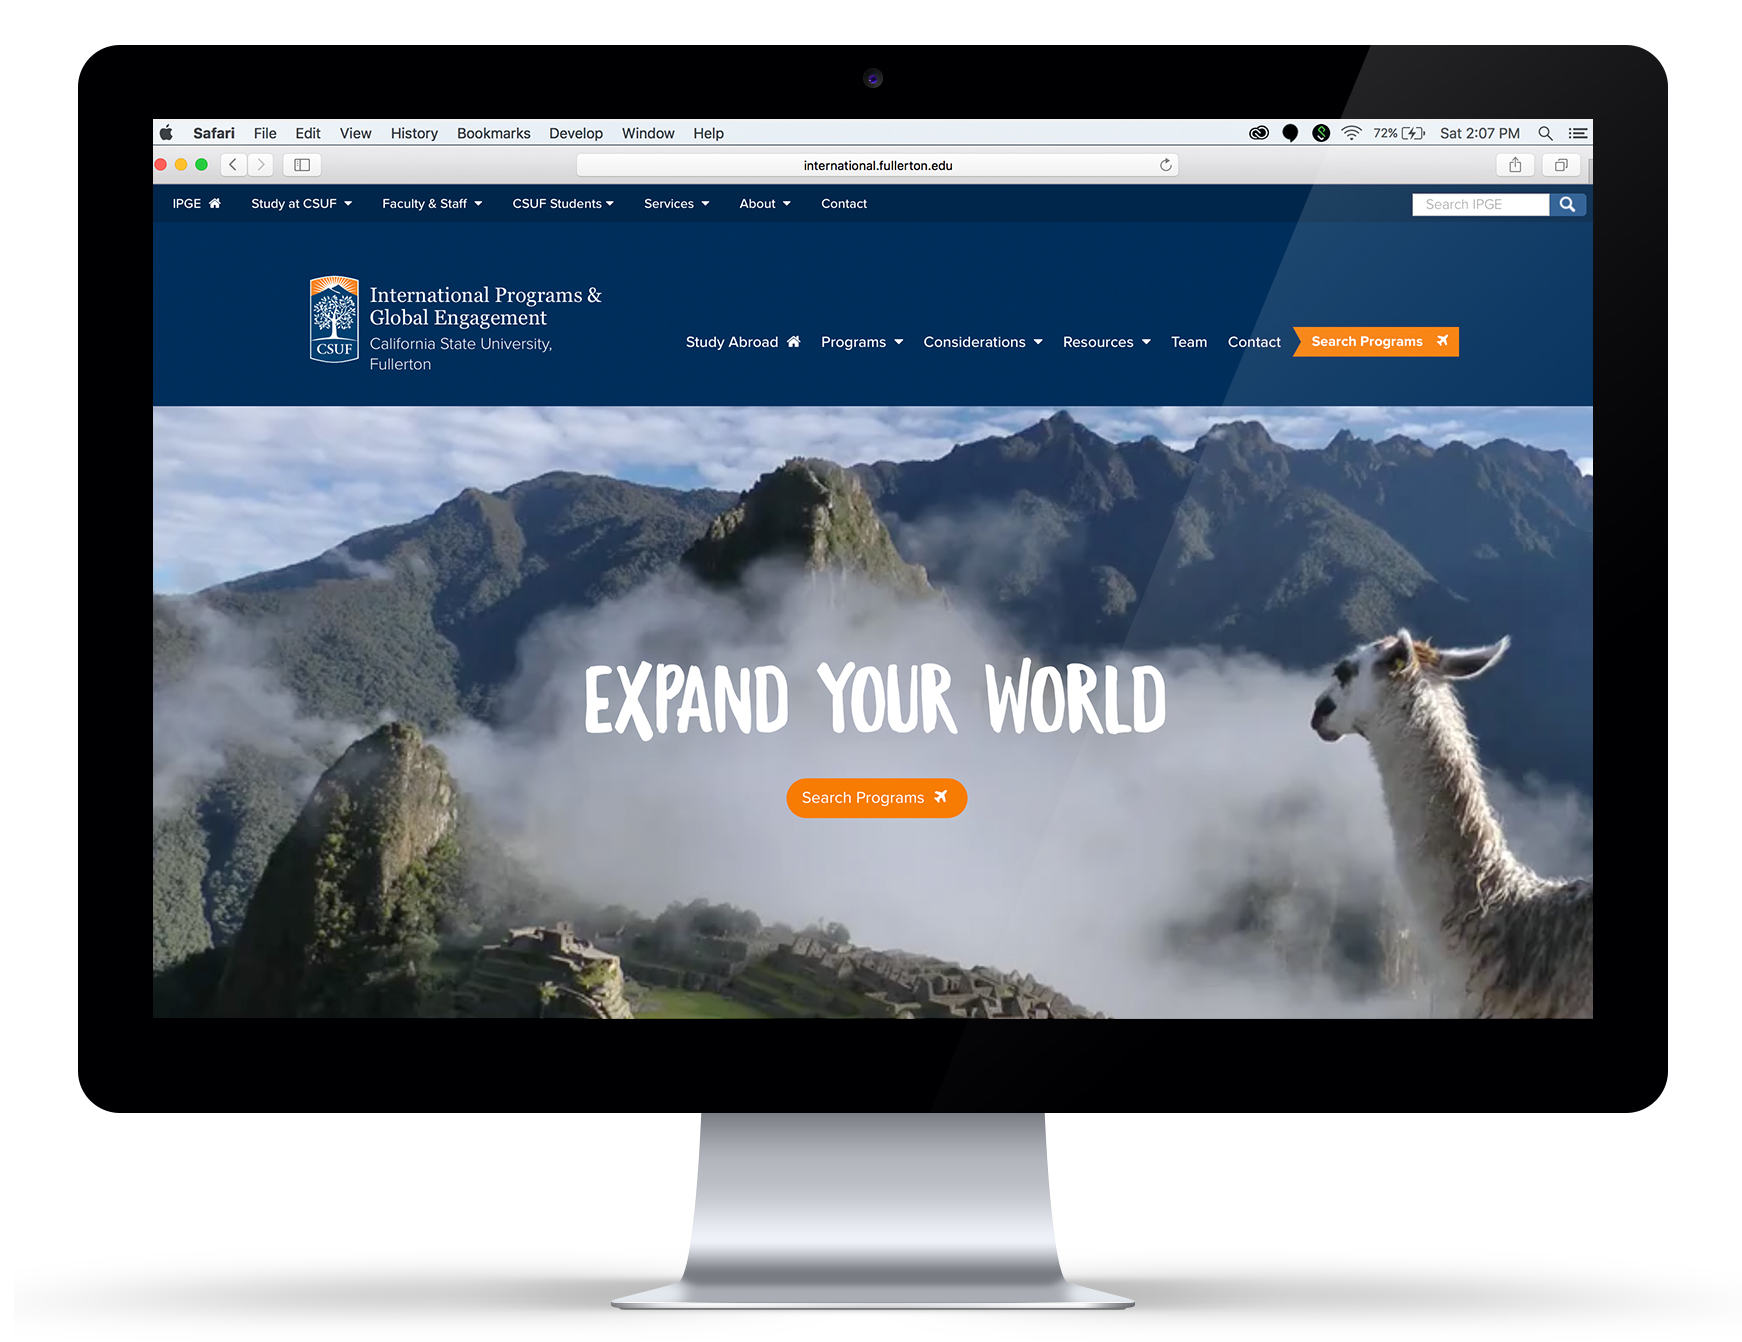 Safari File Edit View History Bookmarks Develop Window Help 72% Sat 2:07 PM
international.fullerton.edu
IPGE Study at CSUF Faculty & Staff CSUF Students Services About Contact Search IPGE
CSUF
International Programs &
Global Engagement
California State University,
Fullerton
Study Abroad Programs Considerations Resources Team Contact Search Programs
EXPAND YOUR WORLD
Search Programs